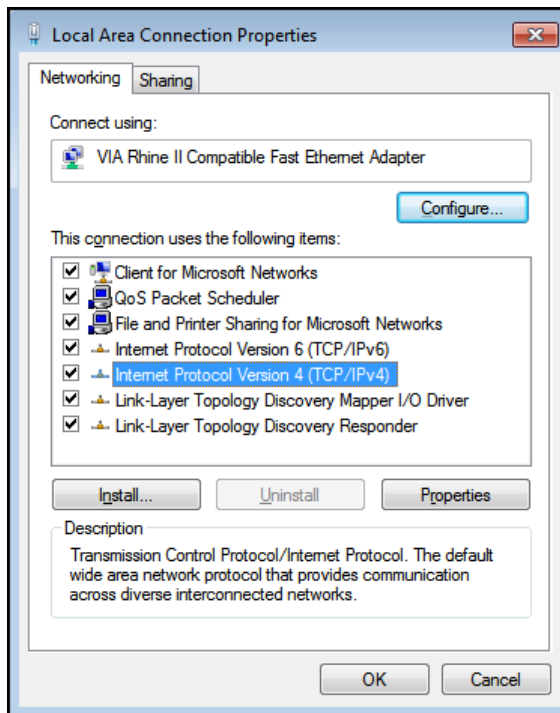 Local Area Connection Properties
Networking
Sharing
Connect using:
VIA Rhine II Compatible Fast Ethernet Adapter
Configure...
This connection uses the following items:
Client for Microsoft Networks
QoS Packet Scheduler
File and Printer Sharing for Microsoft Networks
Internet Protocol Version 6 (TCP/IPv6)
Internet Protocol Version 4 (TCP/IPv4)
Link-Layer Topology Discovery Mapper I/O Driver
Link-Layer Topology Discovery Responder
Install...
Uninstall
Properties
Description
Transmission Control Protocol/Internet Protocol. The default
wide area network protocol that provides communication
across diverse interconnected networks.
OK
Cancel